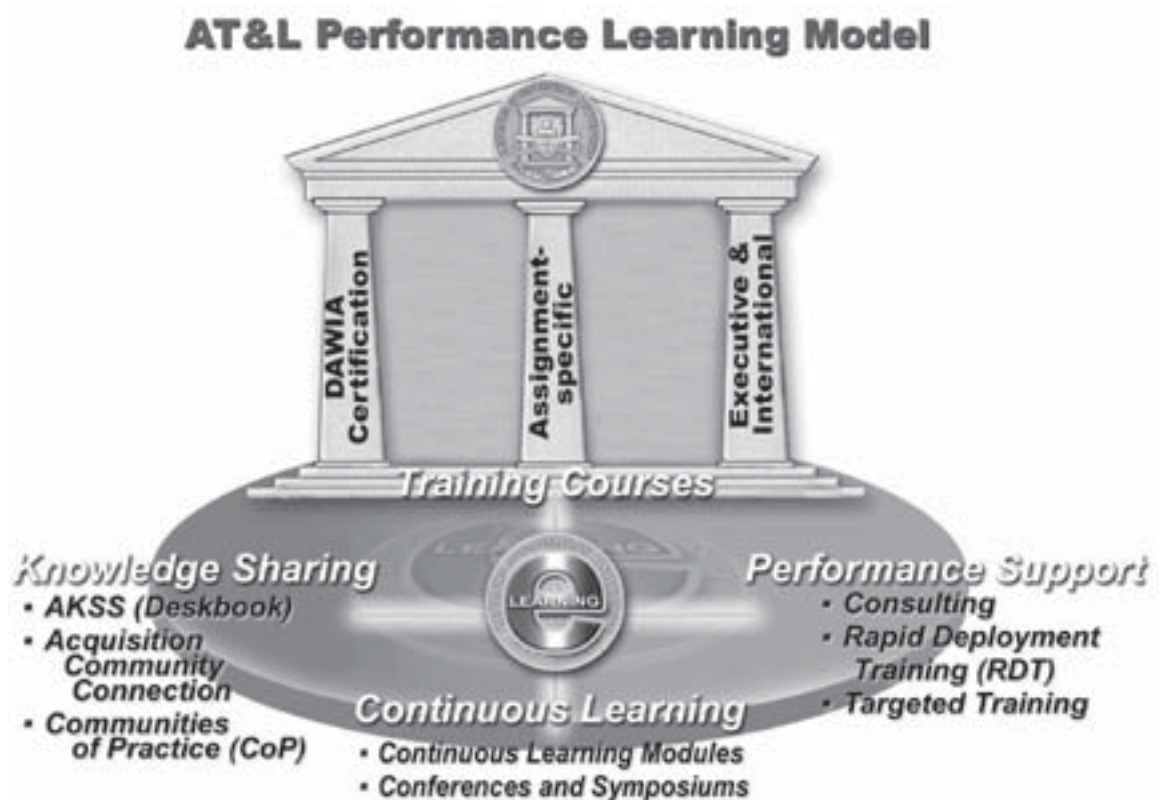 AT&L Performance Learning Model
DAWIA
Certification
Assignment-
specific
Executive &
International
Training Courses
Knowledge Sharing
▪ AKSS (Deskbook)
▪ Acquisition
Community
Connection
▪ Communities
of Practice (CoP)
LEARNING
LEARNING
Continuous Learning
▪ Continuous Learning Modules
▪ Conferences and Symposiums
Performance Support
▪ Consulting
▪ Rapid Deployment
Training (RDT)
▪ Targeted Training